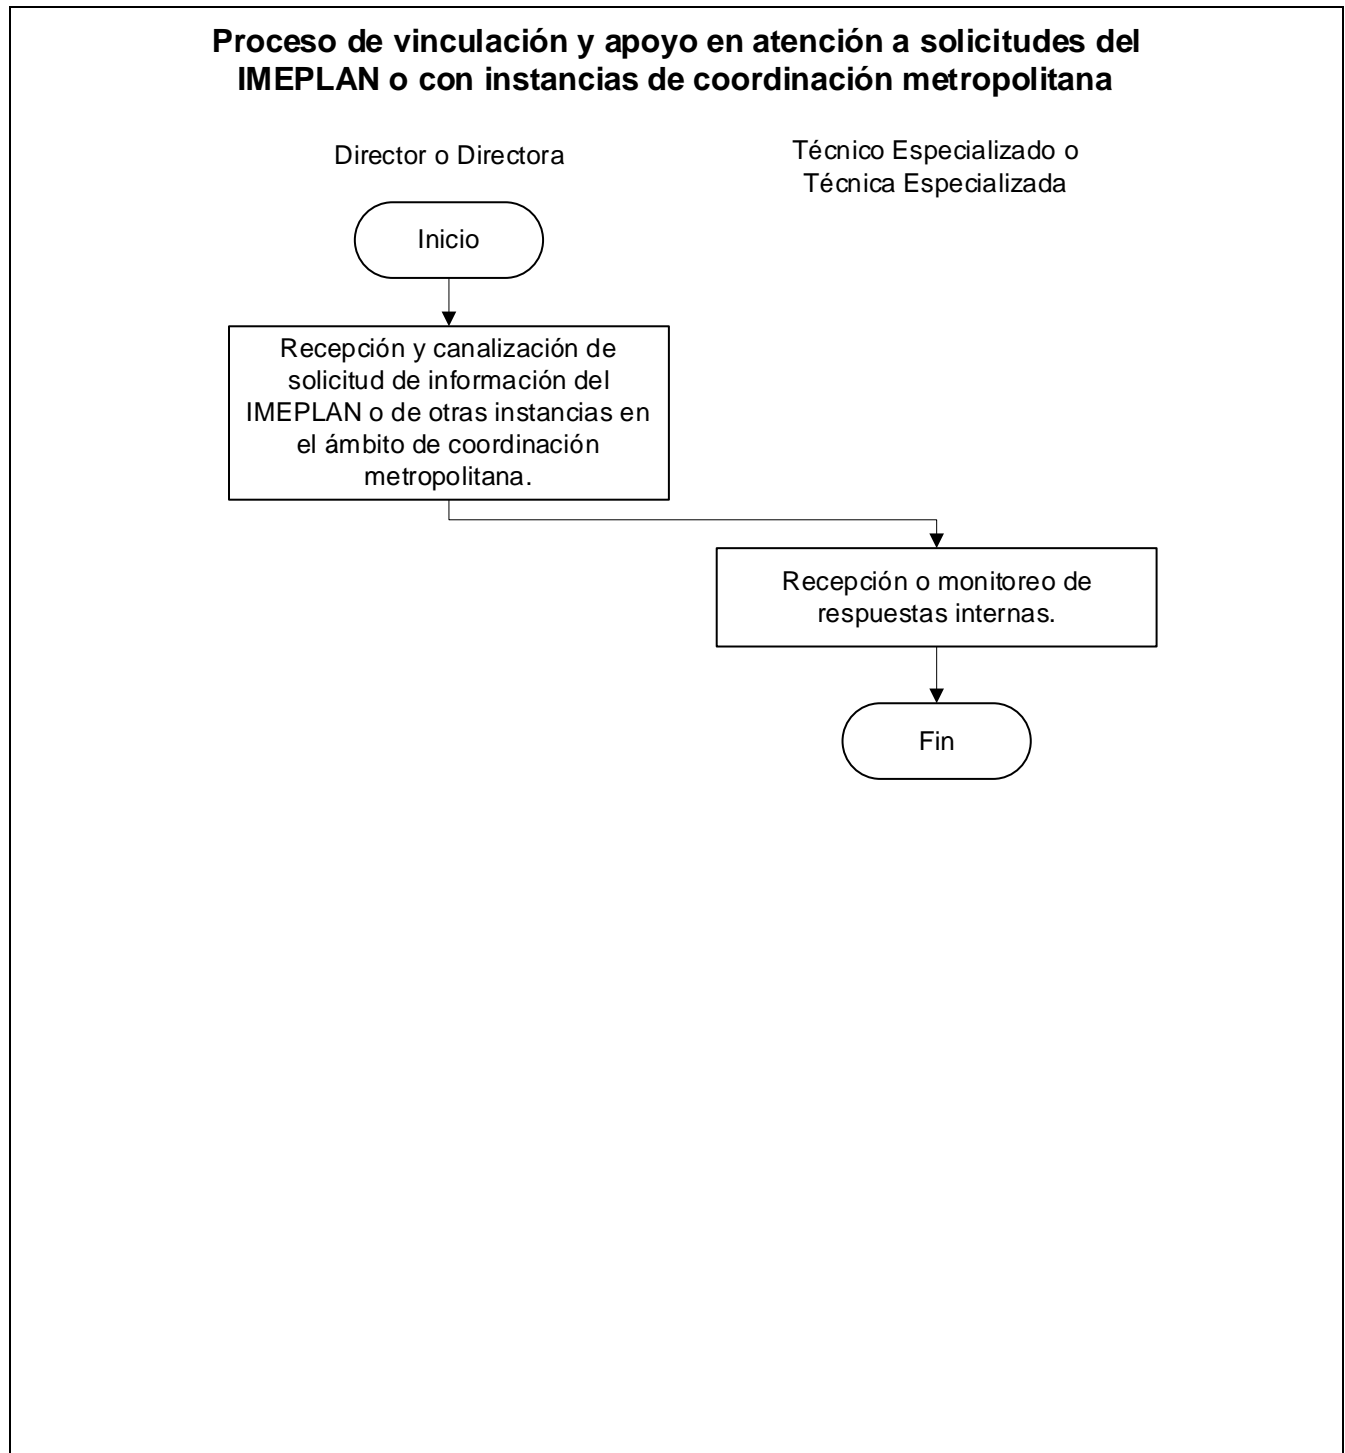 Proceso de vinculación y apoyo en atención a solicitudes del
IMEPLAN o con instancias de coordinación metropolitana
Director o Directora
Técnico Especializado o
Técnica Especializada
Inicio
Recepción y canalización de
solicitud de información del
IMEPLAN o de otras instancias en
el ámbito de coordinación
metropolitana.
Recepción o monitoreo de
respuestas internas.
Fin